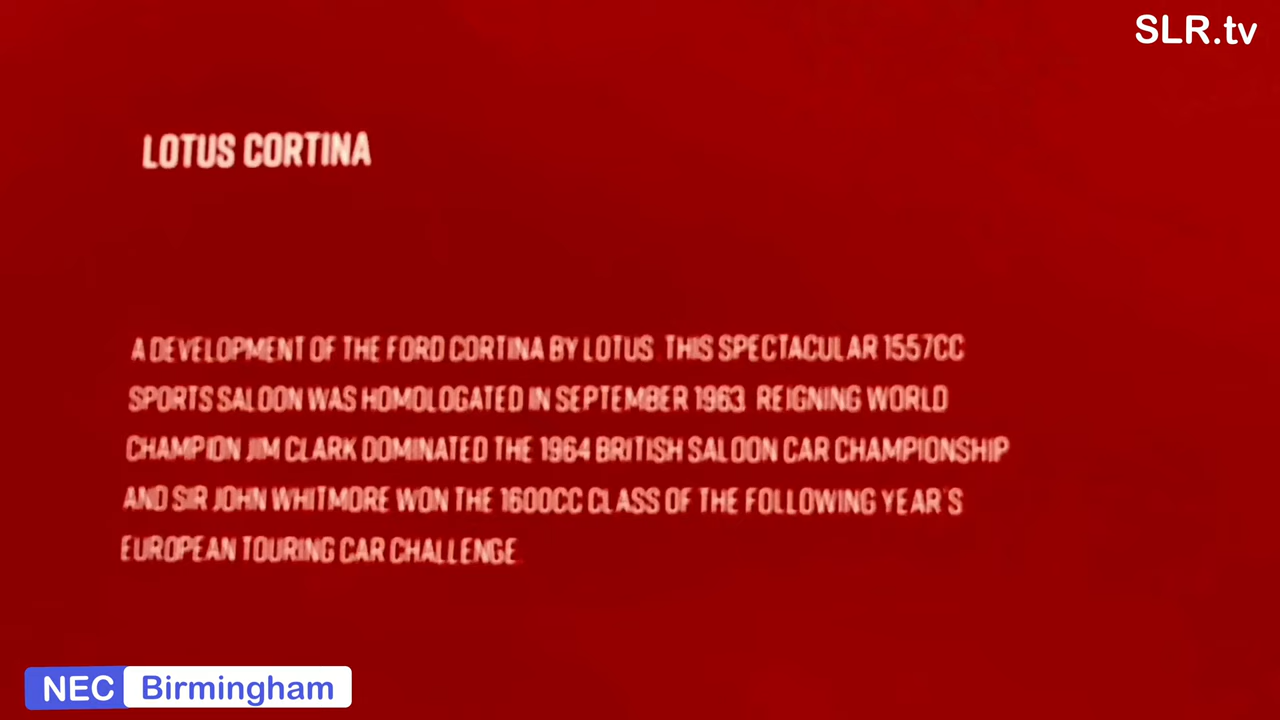 SLR.tv
LOTUS CORTINA
A DEVELOPMENT OF THE FORD CORTINA BY LOTUS THIS SPECTACULAR 1557CC
SPORTS SALOON WAS HOMOLOGATED IN SEPTEMBER 1963. REIGNING WORLD
CHAMPION JIM CLARK DOMINATED THE 1964 BRITISH SALOON CAR CHAMPIONSHIP
AND SIR JOHN WHITMORE WON THE 1600CC CLASS OF THE FOLLOWING YEAR'S
EUROPEAN TOURING CAR CHALLENGE.
NEC Birmingham